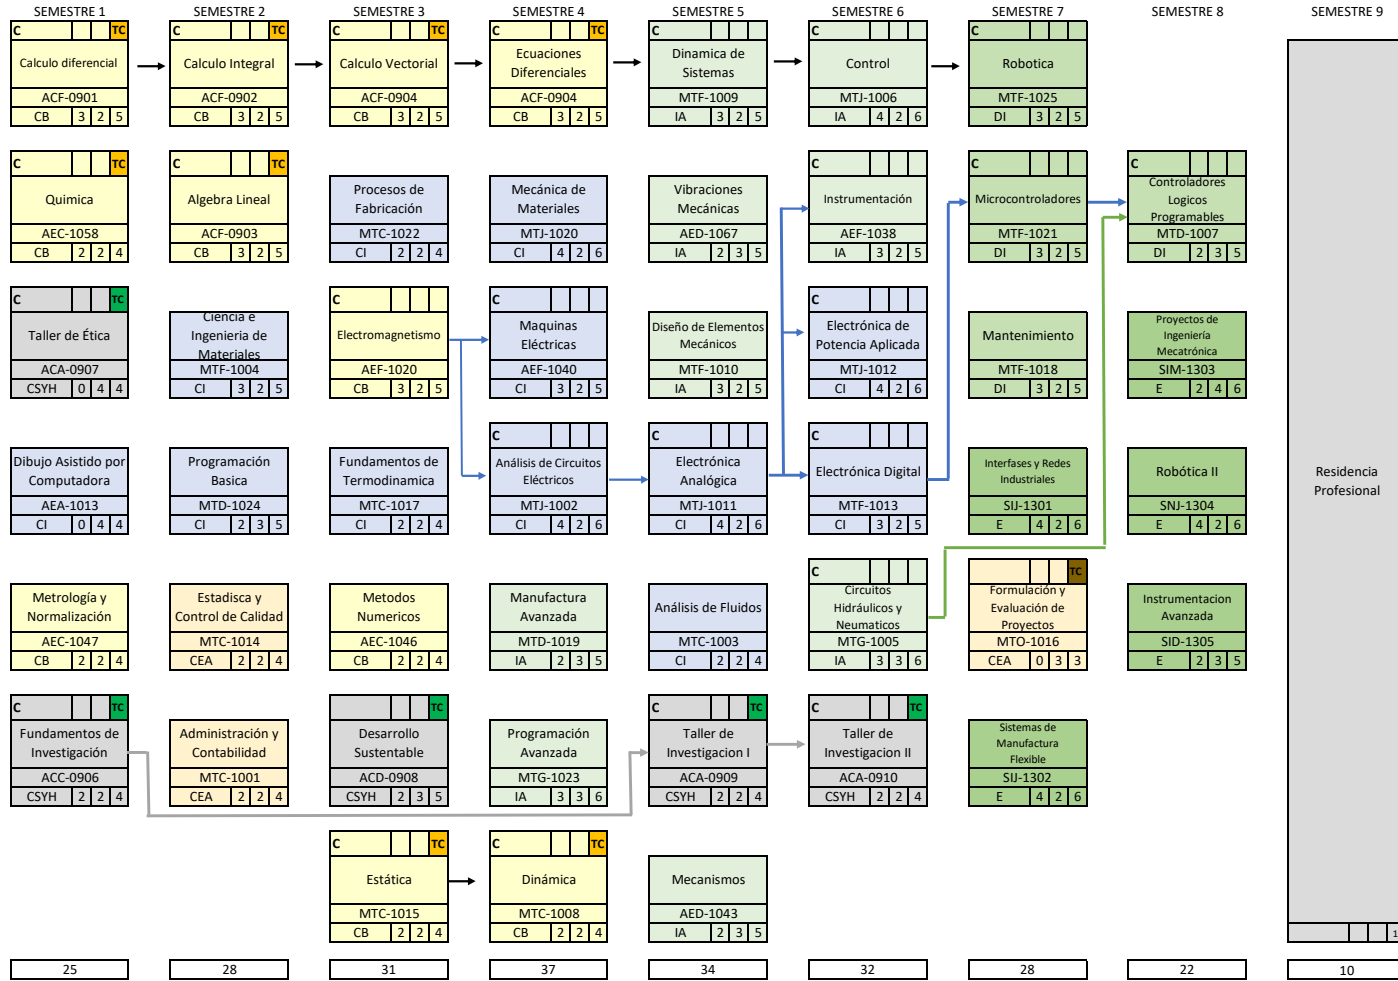 SEMESTRE 1 SEMESTRE 2 SEMESTRE 3 SEMESTRE 4 SEMESTRE 5 SEMESTRE 6 SEMESTRE 7 SEMESTRE 8 SEMESTRE 9
C TC
Calculo diferencial
ACF-0901
CB 3 2 5
C TC
Calculo Integral
ACF-0902
CB 3 2 5
C TC
Calculo Vectorial
ACF-0904
CB 3 2 5
C TC
Ecuaciones
Diferenciales
ACF-0904
CB 3 2 5
C
Dinamica de
Sistemas
MTF-1009
IA 3 2 5
C
Control
MTJ-1006
IA 4 2 6
C
Robotica
MTF-1025
DI 3 2 5
C TC
Quimica
AEC-1058
CB 2 2 4
C TC
Algebra Lineal
ACF-0903
CB 3 2 5
Procesos de
Fabricación
MTC-1022
CI 2 2 4
Mecánica de
Materiales
MTJ-1020
CI 4 2 6
Vibraciones
Mecánicas
AED-1067
IA 2 3 5
C
Instrumentación
AEF-1038
IA 3 2 5
C
Microcontroladores
MTF-1021
DI 3 2 5
C
Controladores
Logicos
Programables
MTD-1007
DI 2 3 5
C TC
Taller de Ética
ACA-0907
CSYH 0 4 4
Ciencia e
Ingenieria de
Materiales
MTF-1004
CI 3 2 5
C
Electromagnetismo
AEF-1020
CB 3 2 5
C
Maquinas
Eléctricas
AEF-1040
CI 3 2 5
Diseño de Elementos
Mecánicos
MTF-1010
IA 3 2 5
C
Electrónica de
Potencia Aplicada
MTJ-1012
CI 4 2 6
Mantenimiento
MTF-1018
DI 3 2 5
Proyectos de
Ingeniería
Mecatrónica
SIM-1303
E 2 4 6
Dibujo Asistido por
Computadora
AEA-1013
CI 0 4 4
Programación
Basica
MTD-1024
CI 2 3 5
Fundamentos de
Termodinamica
MTC-1017
CI 2 2 4
C
Análisis de Circuitos
Eléctricos
MTJ-1002
CI 4 2 6
C
Electrónica
Analógica
MTJ-1011
CI 4 2 6
C
Electrónica Digital
MTF-1013
CI 3 2 5
Interfases y Redes
Industriales
SIJ-1301
E 4 2 6
Robótica II
SNJ-1304
E 4 2 6
Residencia
Profesional
Metrología y
Normalización
AEC-1047
CB 2 2 4
Estadisca y
Control de Calidad
MTC-1014
CEA 2 2 4
Metodos
Numericos
AEC-1046
CB 2 2 4
Manufactura
Avanzada
MTD-1019
IA 2 3 5
Análisis de Fluidos
MTC-1003
CI 2 2 4
C
Circuitos
Hidráulicos y
Neumaticos
MTG-1005
IA 3 3 6
TC
Formulación y
Evaluación de
Proyectos
MTO-1016
CEA 0 3 3
Instrumentacion
Avanzada
SID-1305
E 2 3 5
C TC
Fundamentos de
Investigación
ACC-0906
CSYH 2 2 4
Administración y
Contabilidad
MTC-1001
CEA 2 2 4
TC
Desarrollo
Sustentable
ACD-0908
CSYH 2 3 5
Programación
Avanzada
MTG-1023
IA 3 3 6
C TC
Taller de
Investigacion I
ACA-0909
CSYH 2 2 4
C TC
Taller de
Investigacion II
ACA-0910
CSYH 2 2 4
Sistemas de
Manufactura
Flexible
SIJ-1302
E 4 2 6
C TC
Estática
MTC-1015
CB 2 2 4
C TC
Dinámica
MTC-1008
CB 2 2 4
Mecanismos
AED-1043
IA 2 3 5
25 28 31 37 34 32 28 22 10